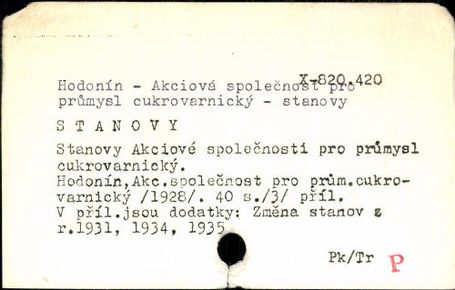 X-820.420
Hodonín - Akciová společnost pro
průmysl cukrovarnický - stanovy
S T A N O V Y
Stanovy Akciové společnosti pro průmysl
cukrovarnický.
Hodonín,Akc.společnost pro prům.cukro-
varnický /1928/. 40 s./3/ příl.
V příl.jsou dodatky: Změna stanov z
r.1931, 1934, 1935
Pk/Tr P